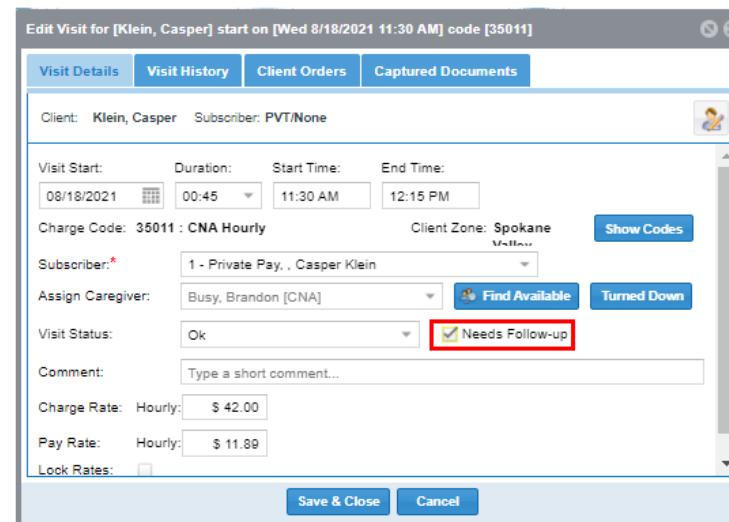 Edit Visit for [Klein, Casper] start on [Wed 8/18/2021 11:30 AM] code [35011]
Visit Details Visit History Client Orders Captured Documents
Client: Klein, Casper Subscriber: PVT/None
Visit Start: Duration: Start Time: End Time:
08/18/2021 00:45 11:30 AM 12:15 PM
Charge Code: 35011 : CNA Hourly Client Zone: Spokane Valley Show Codes
Subscriber:* 1 - Private Pay, , Casper Klein
Assign Caregiver: Busy, Brandon [CNA] Find Available Turned Down
Visit Status: Ok Needs Follow-up
Comment: Type a short comment...
Charge Rate: Hourly: $ 42.00
Pay Rate: Hourly: $ 11.89
Lock Rates:
Save & Close Cancel